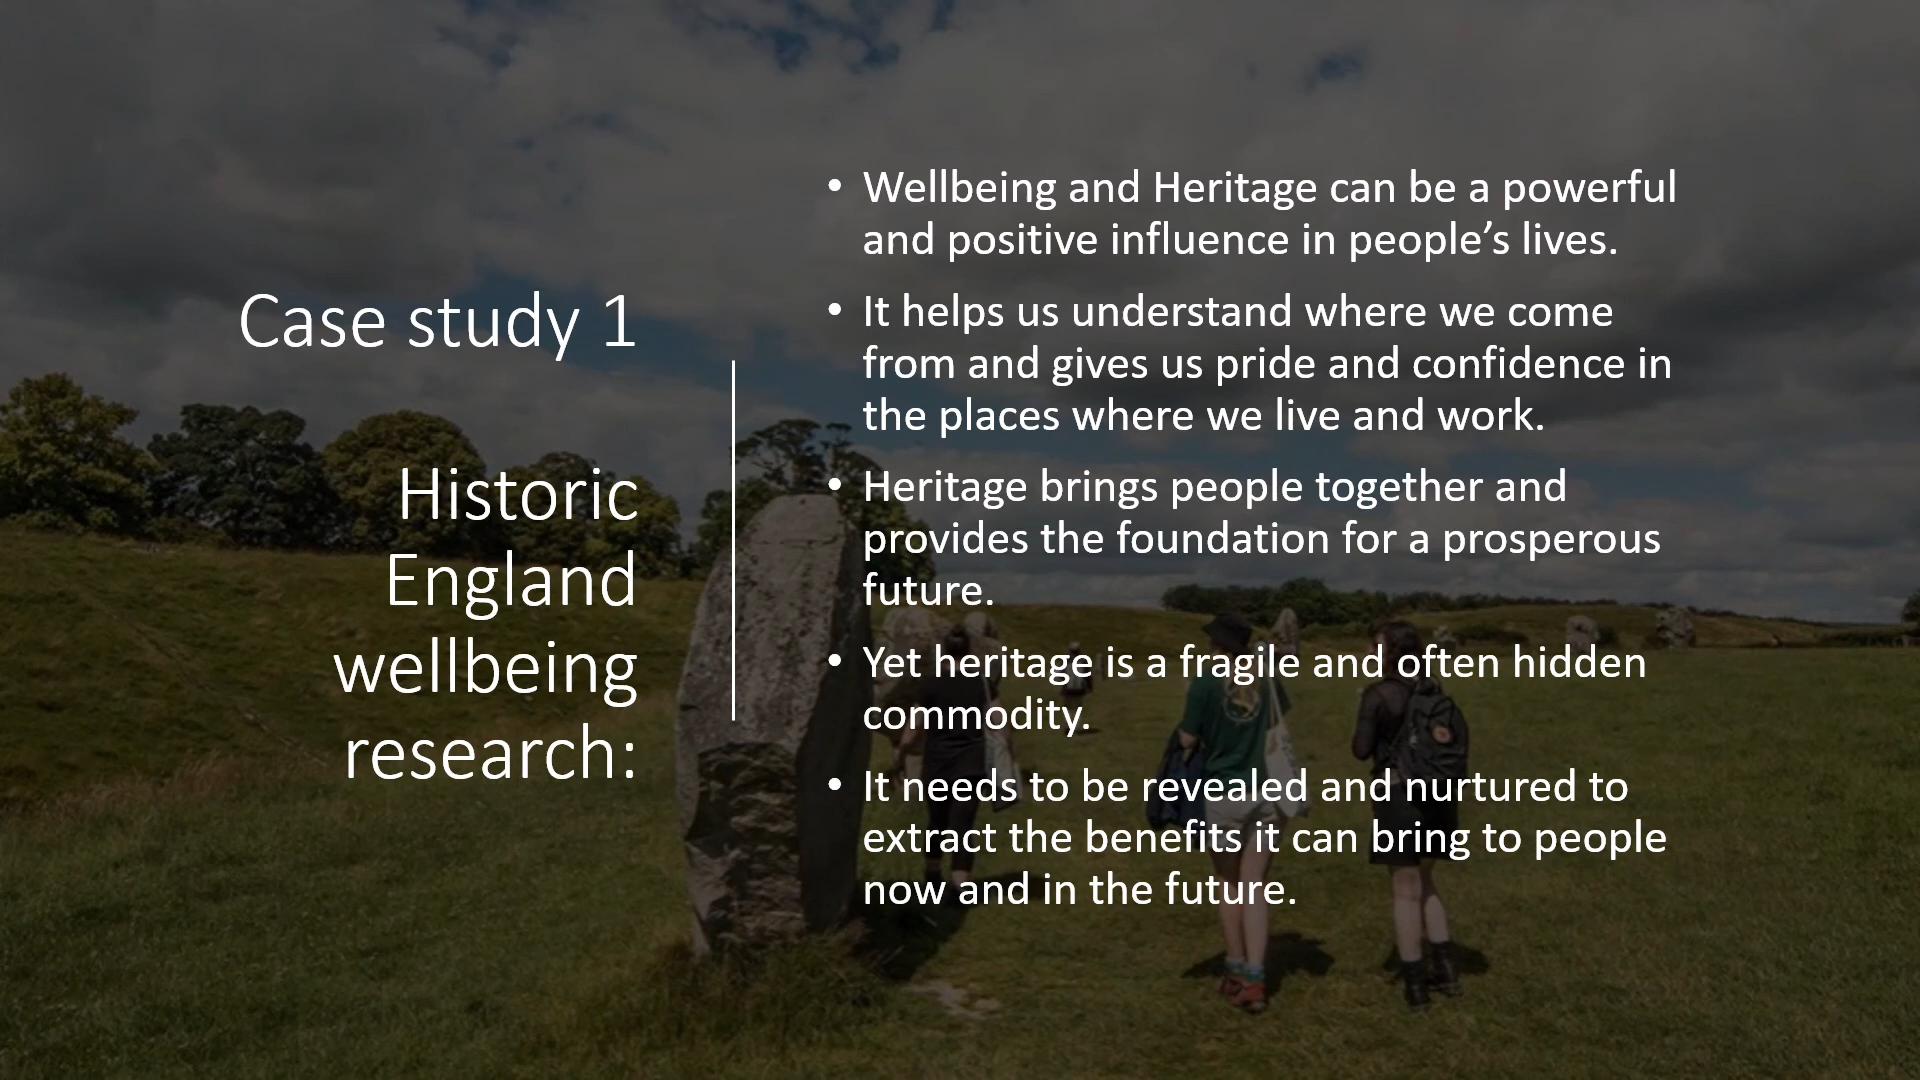 Case study 1
Historic
England
wellbeing
research:
• Wellbeing and Heritage can be a powerful
and positive influence in people’s lives.
• It helps us understand where we come
from and gives us pride and confidence in
the places where we live and work.
• Heritage brings people together and
provides the foundation for a prosperous
future.
• Yet heritage is a fragile and often hidden
commodity.
• It needs to be revealed and nurtured to
extract the benefits it can bring to people
now and in the future.